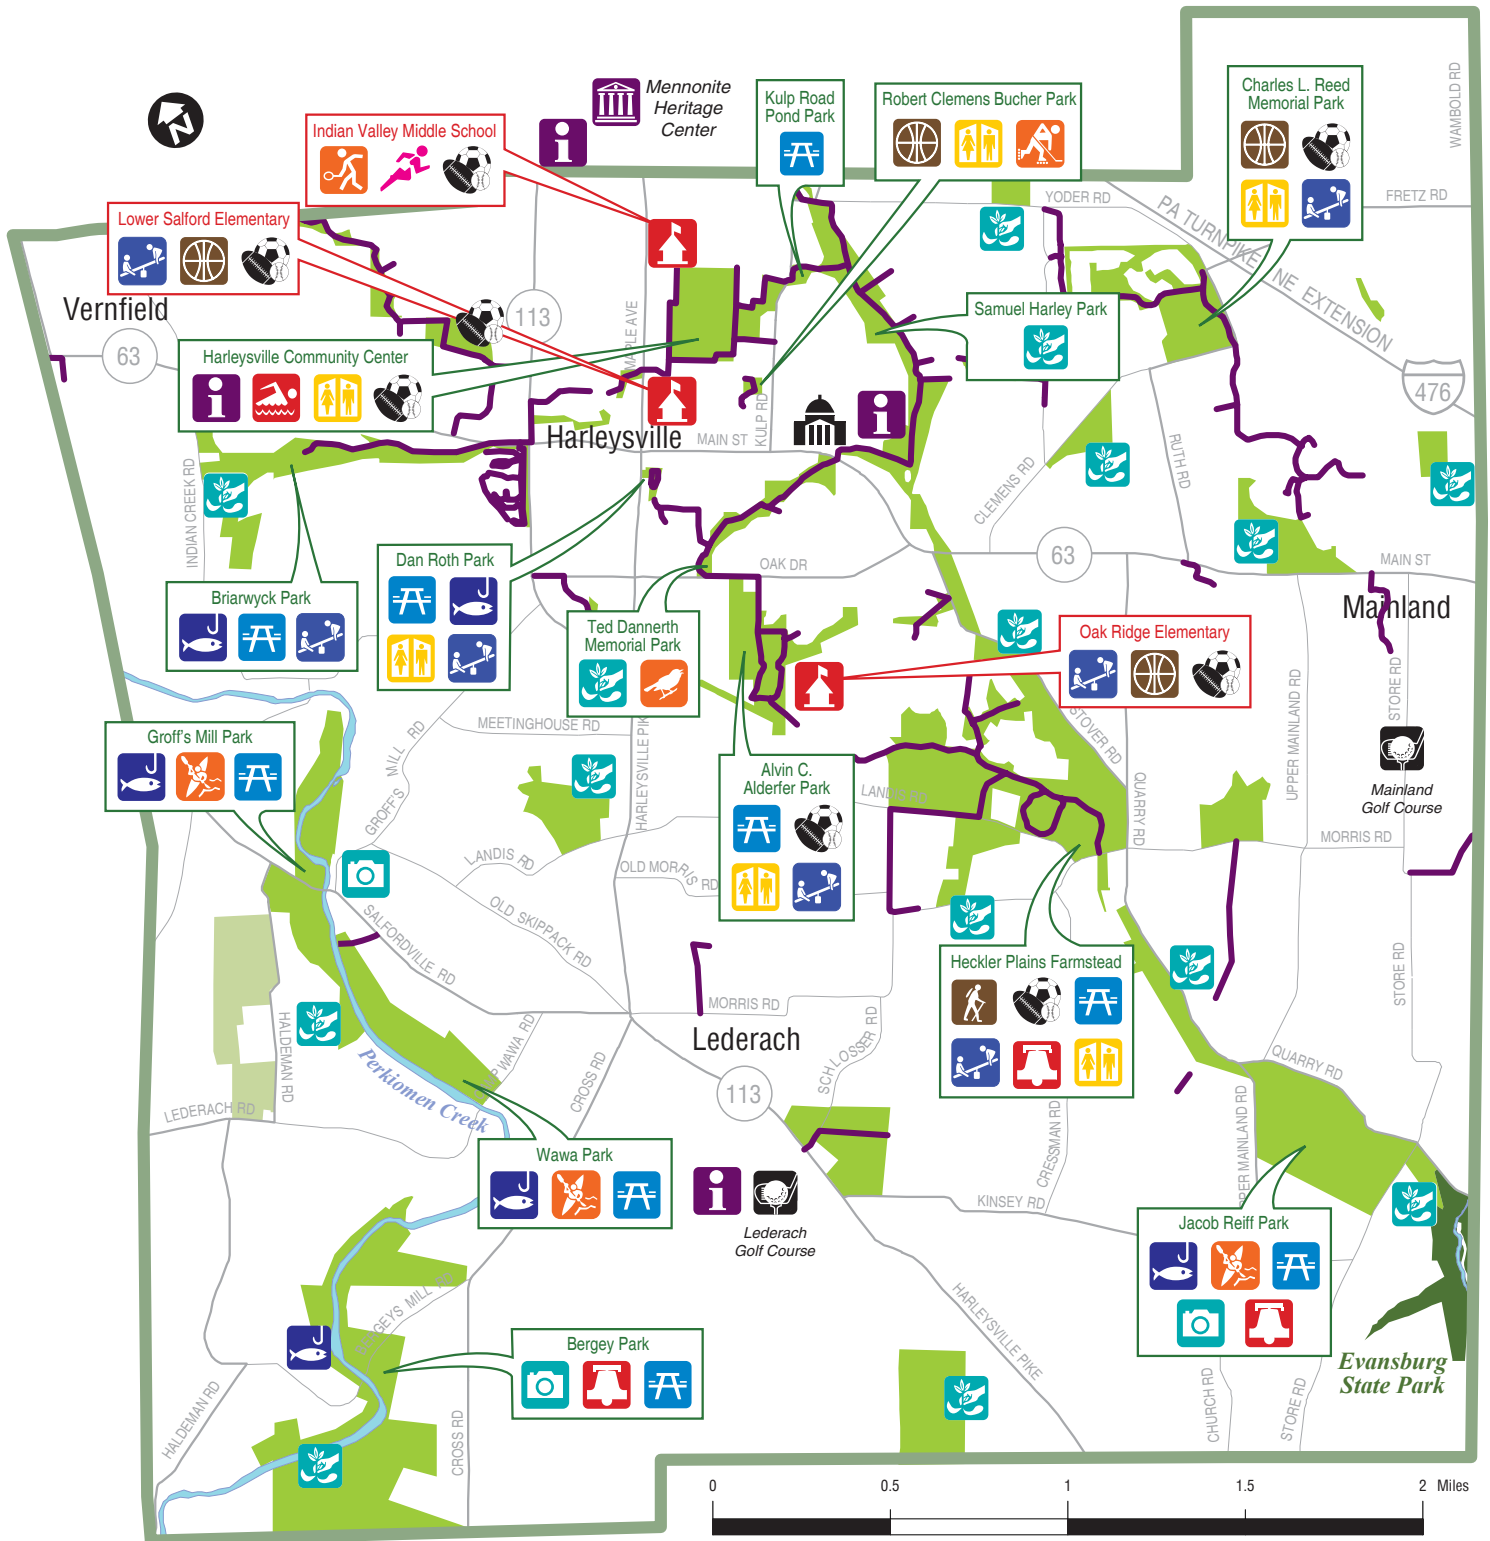 WAMBOLD RD
Mennonite
Heritage
Center
Kulp Road
Pond Park
Robert Clemens Bucher Park
Charles L. Reed
Memorial Park
Indian Valley Middle School
N
YODER RD
FRETZ RD
PA TURNPIKE - NE EXTENSION
Lower Salford Elementary
Vernfield
63
113
MAPLE AVE
Samuel Harley Park
Harleysville Community Center
476
Harleysville
MAIN ST
KULP RD
INDIAN CREEK RD
CLEMENS RD
RUTH RD
Dan Roth Park
OAK DR
63
MAIN ST
Briarwyck Park
Mainland
Ted Dannerth
Memorial Park
Oak Ridge Elementary
STORE RD
UPPER MAINLAND RD
STOVER RD
MEETINGHOUSE RD
HARLEYSVILLE PIK
GROFF'S MILL RD
Groff's Mill Park
Alvin C.
Alderfer Park
LANDIS RD
QUARRY RD
Mainland
Golf Course
MORRIS RD
LANDIS RD
OLD MORRIS RD
OLD SKIPPACK RD
SALFORDVILLE RD
Heckler Plains Farmstead
STORE RD
MORRIS RD
Lederach
HALDEMAN RD
Perkiomen Creek
MP WAWA RD
CROSS RD
SCHLOSSER RD
QUARRY RD
113
LEDERACH RD
CRESSMAN RD
PER MAINLAND RD
Wawa Park
KINSEY RD
Lederach
Golf Course
Jacob Reiff Park
BERGEYS MILL RD
HARLEYSVILLE PIKE
Bergey Park
Evansburg
State Park
HALDEMAN RD
CROSS RD
CHURCH RD
STORE RD
0 0.5 1 1.5 2 Miles